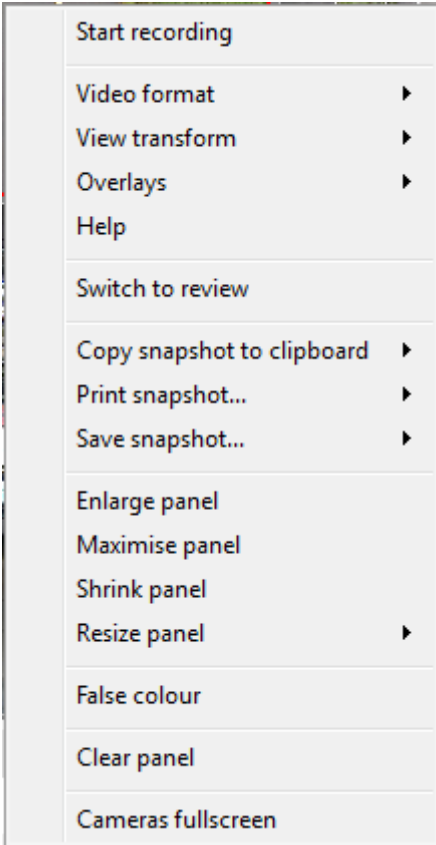 Start recording
Video format
View transform
Overlays
Help
Switch to review
Copy snapshot to clipboard
Print snapshot...
Save snapshot...
Enlarge panel
Maximise panel
Shrink panel
Resize panel
False colour
Clear panel
Cameras fullscreen